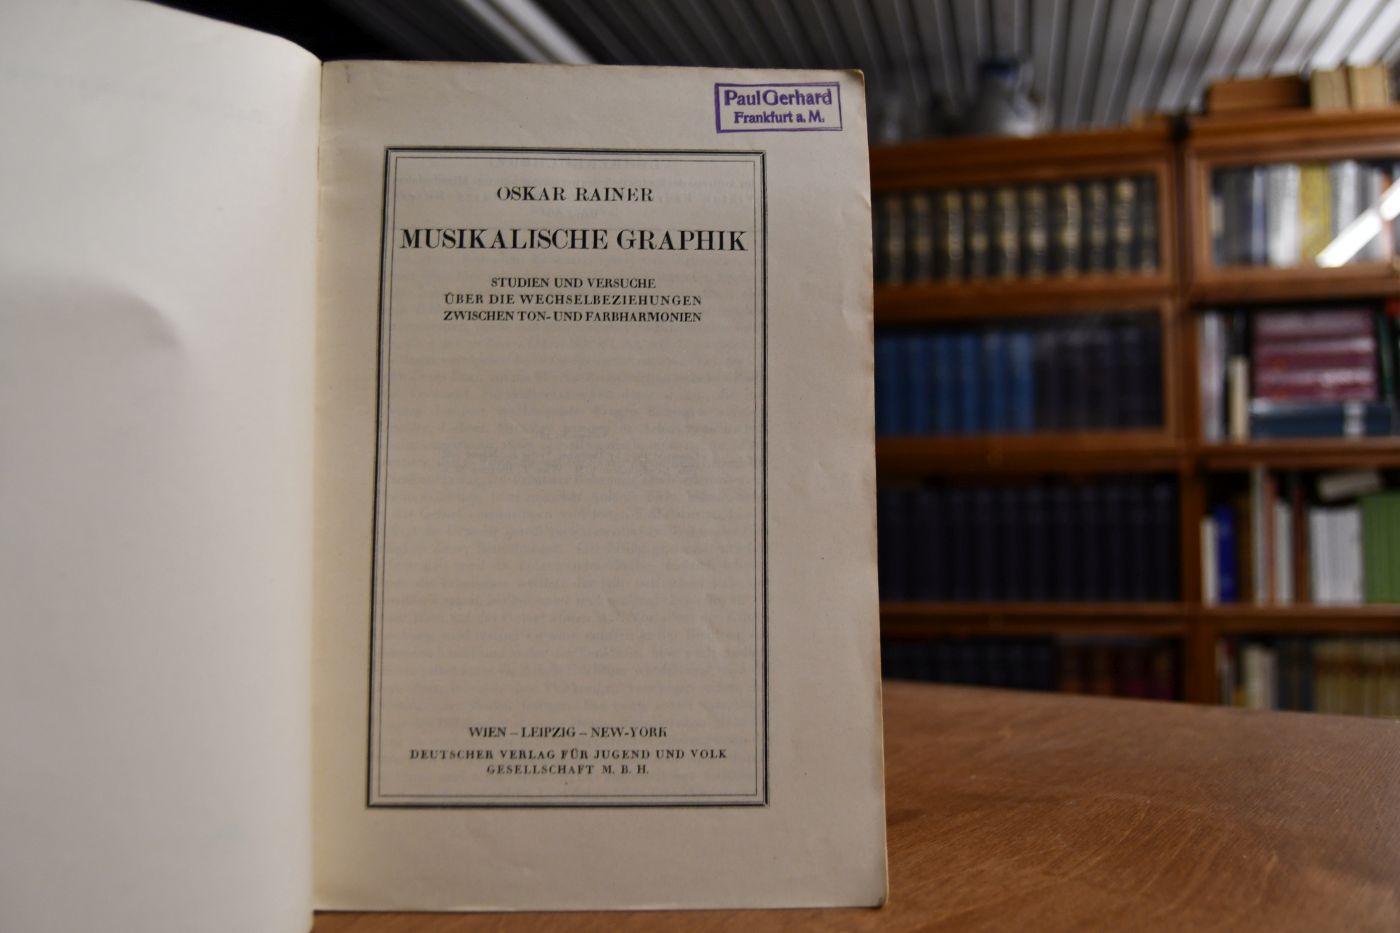 Paul Gerhard
Frankfurt a. M.
OSKAR RAINER
MUSIKALISCHE GRAPHIK
STUDIEN UND VERSUCHE
ÜBER DIE WECHSELBEZIEHUNGEN
ZWISCHEN TON- UND FARBHARMONIEN
WIEN – LEIPZIG – NEW-YORK
DEUTSCHER VERLAG FÜR JUGEND UND VOLK
GESELLSCHAFT M. B. H.